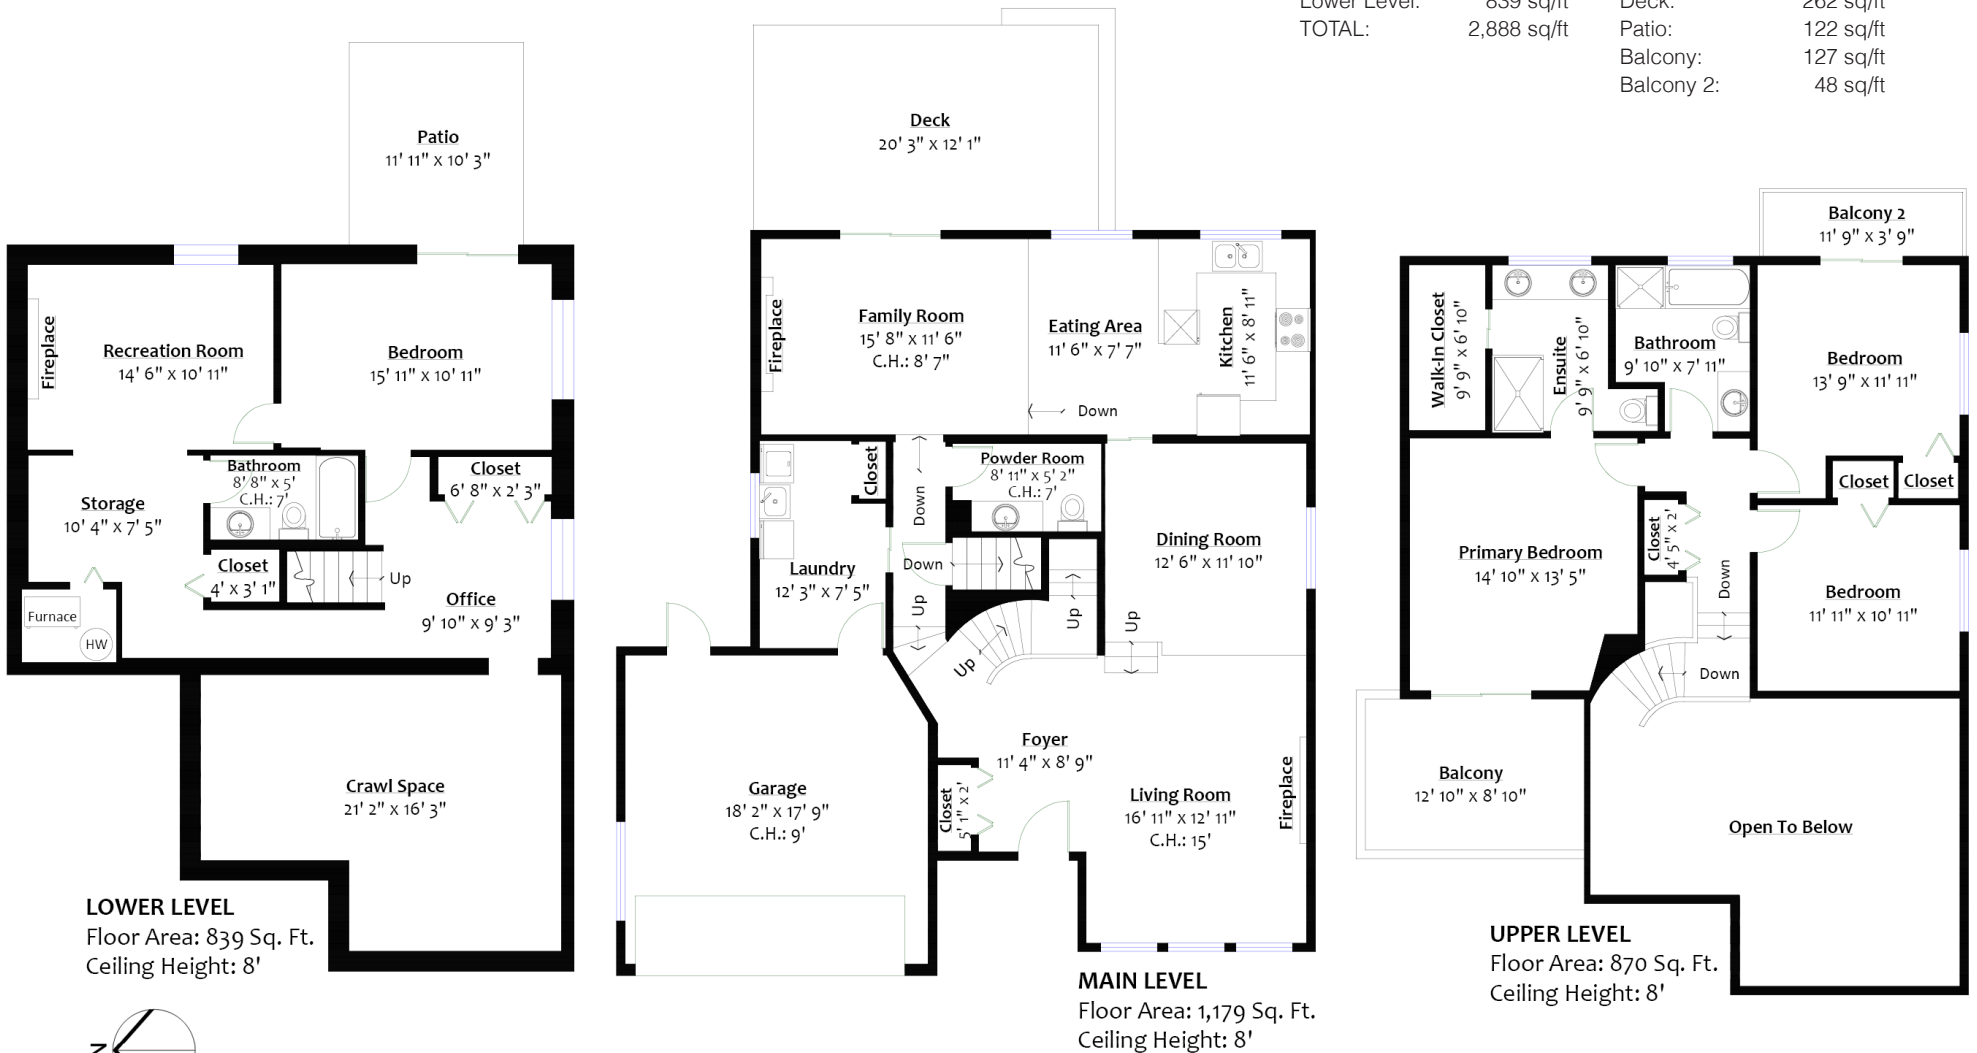 Lower Level: 839 sq/ft
TOTAL: 2,888 sq/ft
Deck: 262 sq/ft
Patio: 122 sq/ft
Balcony: 127 sq/ft
Balcony 2: 48 sq/ft
Patio
11' 11" x 10' 3"
Fireplace
Recreation Room
14' 6" x 10' 11"
Bedroom
15' 11" x 10' 11"
Bathroom
8' 8" x 5'
C.H.: 7'
Closet
6' 8" x 2' 3"
Storage
10' 4" x 7' 5"
Closet
4' x 3' 1"
Up
Office
9' 10" x 9' 3"
Furnace
HW
Crawl Space
21' 2" x 16' 3"
LOWER LEVEL
Floor Area: 839 Sq. Ft.
Ceiling Height: 8'
N
Deck
20' 3" x 12' 1"
Fireplace
Family Room
15' 8" x 11' 6"
C.H.: 8' 7"
Eating Area
11' 6" x 7' 7"
Kitchen
11' 6" x 8' 11"
Down
Closet
Down
Powder Room
8' 11" x 5' 2"
C.H.: 7'
Laundry
12' 3" x 7' 5"
Down
Up
Up
Up
Up
Dining Room
12' 6" x 11' 10"
Foyer
11' 4" x 8' 9"
Closet
5' 1" x 2'
Garage
18' 2" x 17' 9"
C.H.: 9'
Living Room
16' 11" x 12' 11"
C.H.: 15'
Fireplace
MAIN LEVEL
Floor Area: 1,179 Sq. Ft.
Ceiling Height: 8'
Balcony 2
11' 9" x 3' 9"
Walk-In Closet
9' 9" x 6' 10"
Ensuite
9' 9" x 6' 10"
Bathroom
9' 10" x 7' 11"
Bedroom
13' 9" x 11' 11"
Closet
Closet
Primary Bedroom
14' 10" x 13' 5"
Closet
4' 5" x 2'
Down
Bedroom
11' 11" x 10' 11"
Down
Balcony
12' 10" x 8' 10"
Open To Below
UPPER LEVEL
Floor Area: 870 Sq. Ft.
Ceiling Height: 8'